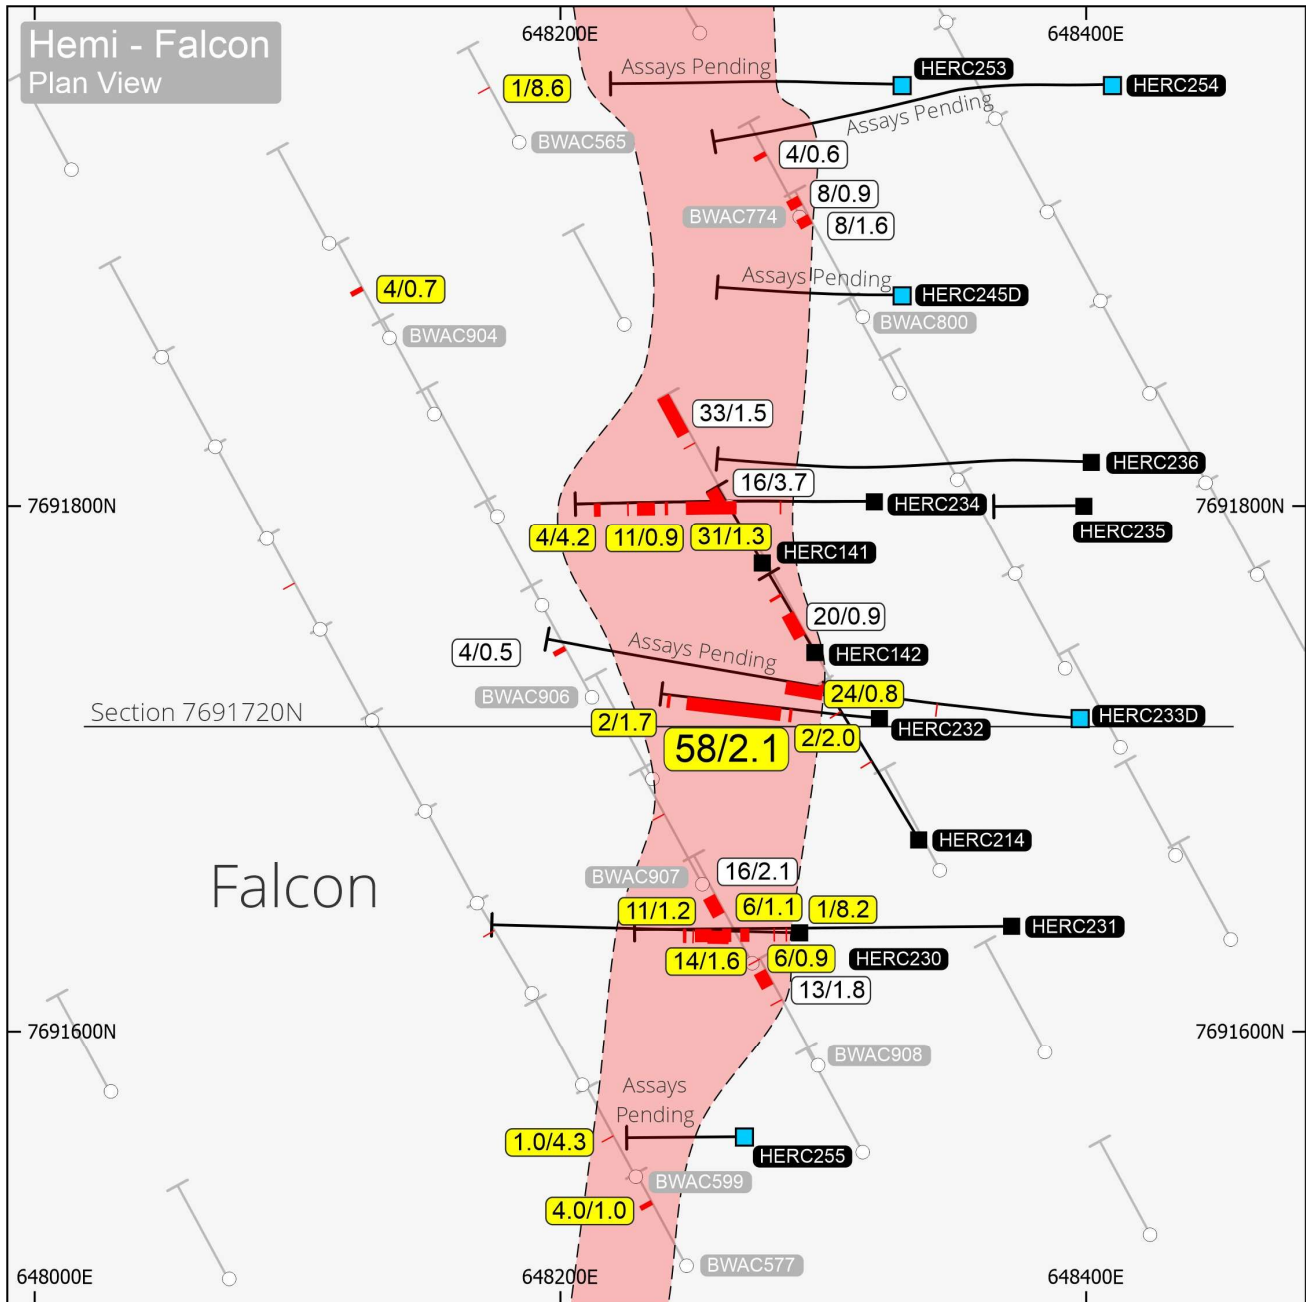 Hemi - Falcon
Plan View
648200E
648400E
Assays Pending
HERC253
HERC254
1/8.6
Assays Pending
BWAC565
4/0.6
8/0.9
BWAC774
8/1.6
Assays Pending
4/0.7
HERC245D
BWAC800
BWAC904
33/1.5
HERC236
16/3.7
7691800N
HERC234
7691800N
4/4.2
11/0.9
31/1.3
HERC235
HERC141
20/0.9
4/0.5
Assays Pending
HERC142
BWAC906
24/0.8
Section 7691720N
2/1.7
HERC233D
HERC232
58/2.1
2/2.0
HERC214
BWAC907
16/2.1
Falcon
11/1.2
6/1.1
1/8.2
HERC231
14/1.6
6/0.9
HERC230
13/1.8
7691600N
7691600N
BWAC908
Assays
Pending
1.0/4.3
HERC255
BWAC599
4.0/1.0
BWAC577
648000E
648200E
648400E